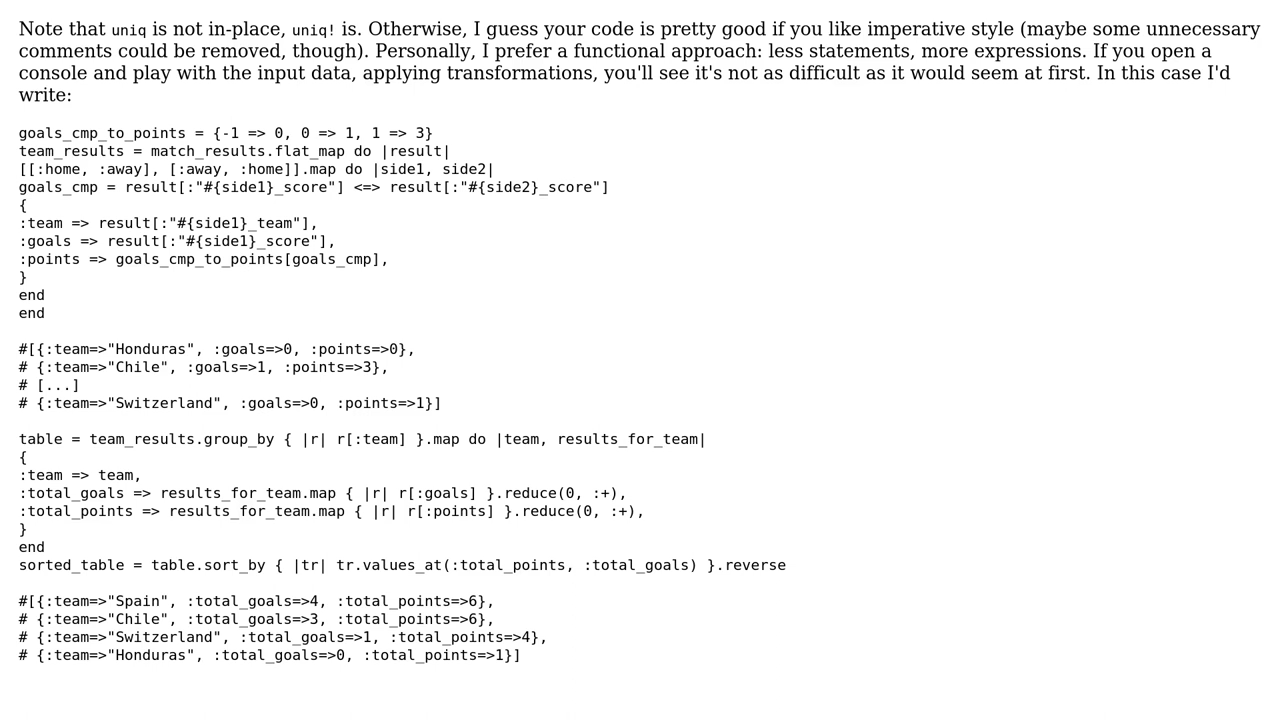 Note that uniq is not in-place, uniq! is. Otherwise, I guess your code is pretty good if you like imperative style (maybe some unnecessary
comments could be removed, though). Personally, I prefer a functional approach: less statements, more expressions. If you open a
console and play with the input data, applying transformations, you'll see it's not as difficult as it would seem at first. In this case I'd
write:
goals_cmp_to_points = {-1 => 0, 0 => 1, 1 => 3}
team_results = match_results.flat_map do |result|
[[:home, :away], [:away, :home]].map do |side1, side2|
goals_cmp = result[:"#{side1}_score"] <=> result[:"#{side2}_score"]
{
:team => result[:"#{side1}_team"],
:goals => result[:"#{side1}_score"],
:points => goals_cmp_to_points[goals_cmp],
}
end
end
#[{:team=>"Honduras", :goals=>0, :points=>0},
# {:team=>"Chile", :goals=>1, :points=>3},
# [...]
# {:team=>"Switzerland", :goals=>0, :points=>1}]
table = team_results.group_by { |r| r[:team] }.map do |team, results_for_team|
{
:team => team,
:total_goals => results_for_team.map { |r| r[:goals] }.reduce(0, :+),
:total_points => results_for_team.map { |r| r[:points] }.reduce(0, :+),
}
end
sorted_table = table.sort_by { |tr| tr.values_at(:total_points, :total_goals) }.reverse
#[{:team=>"Spain", :total_goals=>4, :total_points=>6},
# {:team=>"Chile", :total_goals=>3, :total_points=>6},
# {:team=>"Switzerland", :total_goals=>1, :total_points=>4},
# {:team=>"Honduras", :total_goals=>0, :total_points=>1}]